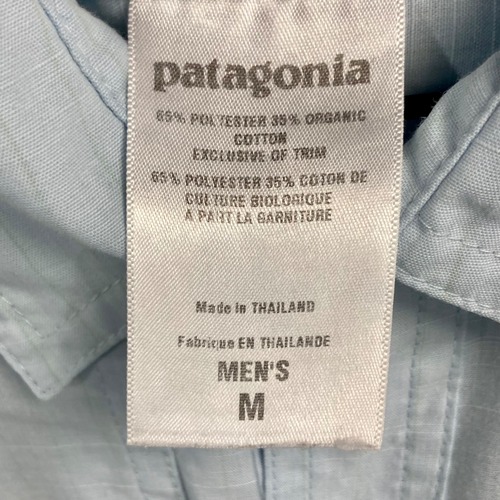 patagonia
65% POLYESTER 35% ORGANIC
COTTON
EXCLUSIVE OF TRIM
65% POLYESTER 35% COTON DE
CULTURE BIOLOGIQUE
A PART LA GARNITURE
Made in THAILAND
Fabrique EN THAILANDE
MEN'S
M